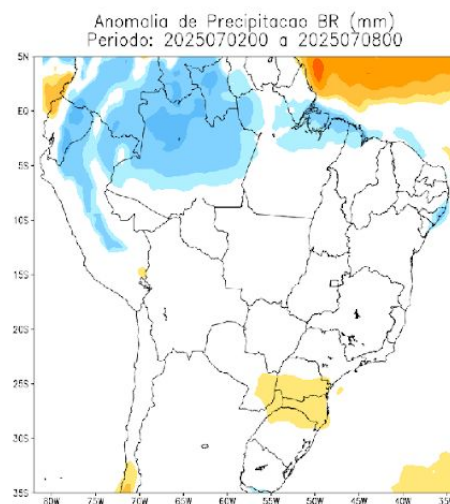 Anomalia de Precipitacao BR (mm)
Periodo: 2025070200 a 2025070800
5N
E0
5S
10S
15S
20S
25S
30S
35S
80W 75W 70W 65W 60W 55W 50W 45W 40W 35W